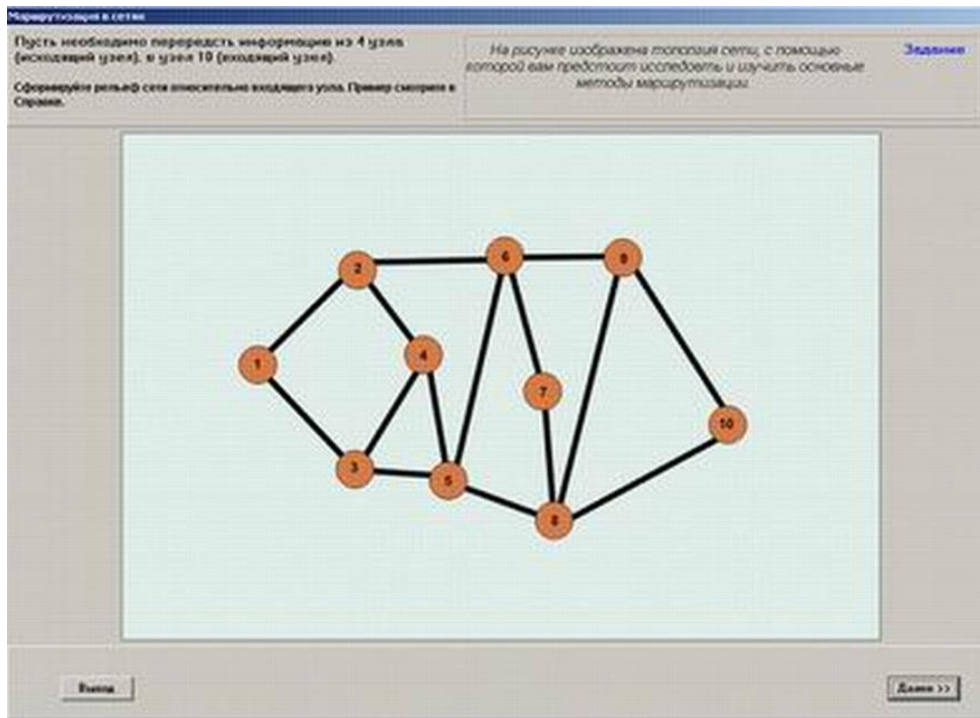 Маршрутизация в сетях
Пусть необходимо перередсть информацию из 4 узла
(исходящий узел), в узел 10 (входящий узел).
Сформируйте рельеф сети относительно входящего узла. Пример смотрите в
Справке.
На рисунке изображена топология сети, с помощью
которой вам предстоит исследовть и изучить основные
методы маршрутизации.
Задание
6
9
2
4
1
7
10
3
5
8
Выход
Далее >>